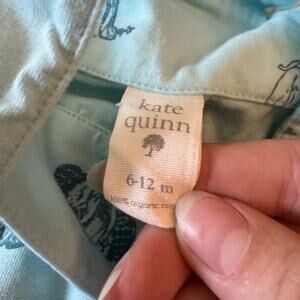 kate
quinn
6-12 m
100% organic